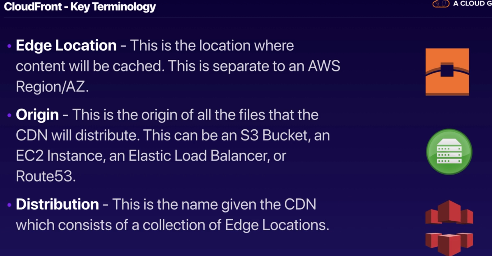 CloudFront - Key Terminology
A CLOUD G
• Edge Location - This is the location where
content will be cached. This is separate to an AWS
Region/AZ.
• Origin - This is the origin of all the files that the
CDN will distribute. This can be an S3 Bucket, an
EC2 Instance, an Elastic Load Balancer, or
Route53.
• Distribution - This is the name given the CDN
which consists of a collection of Edge Locations.